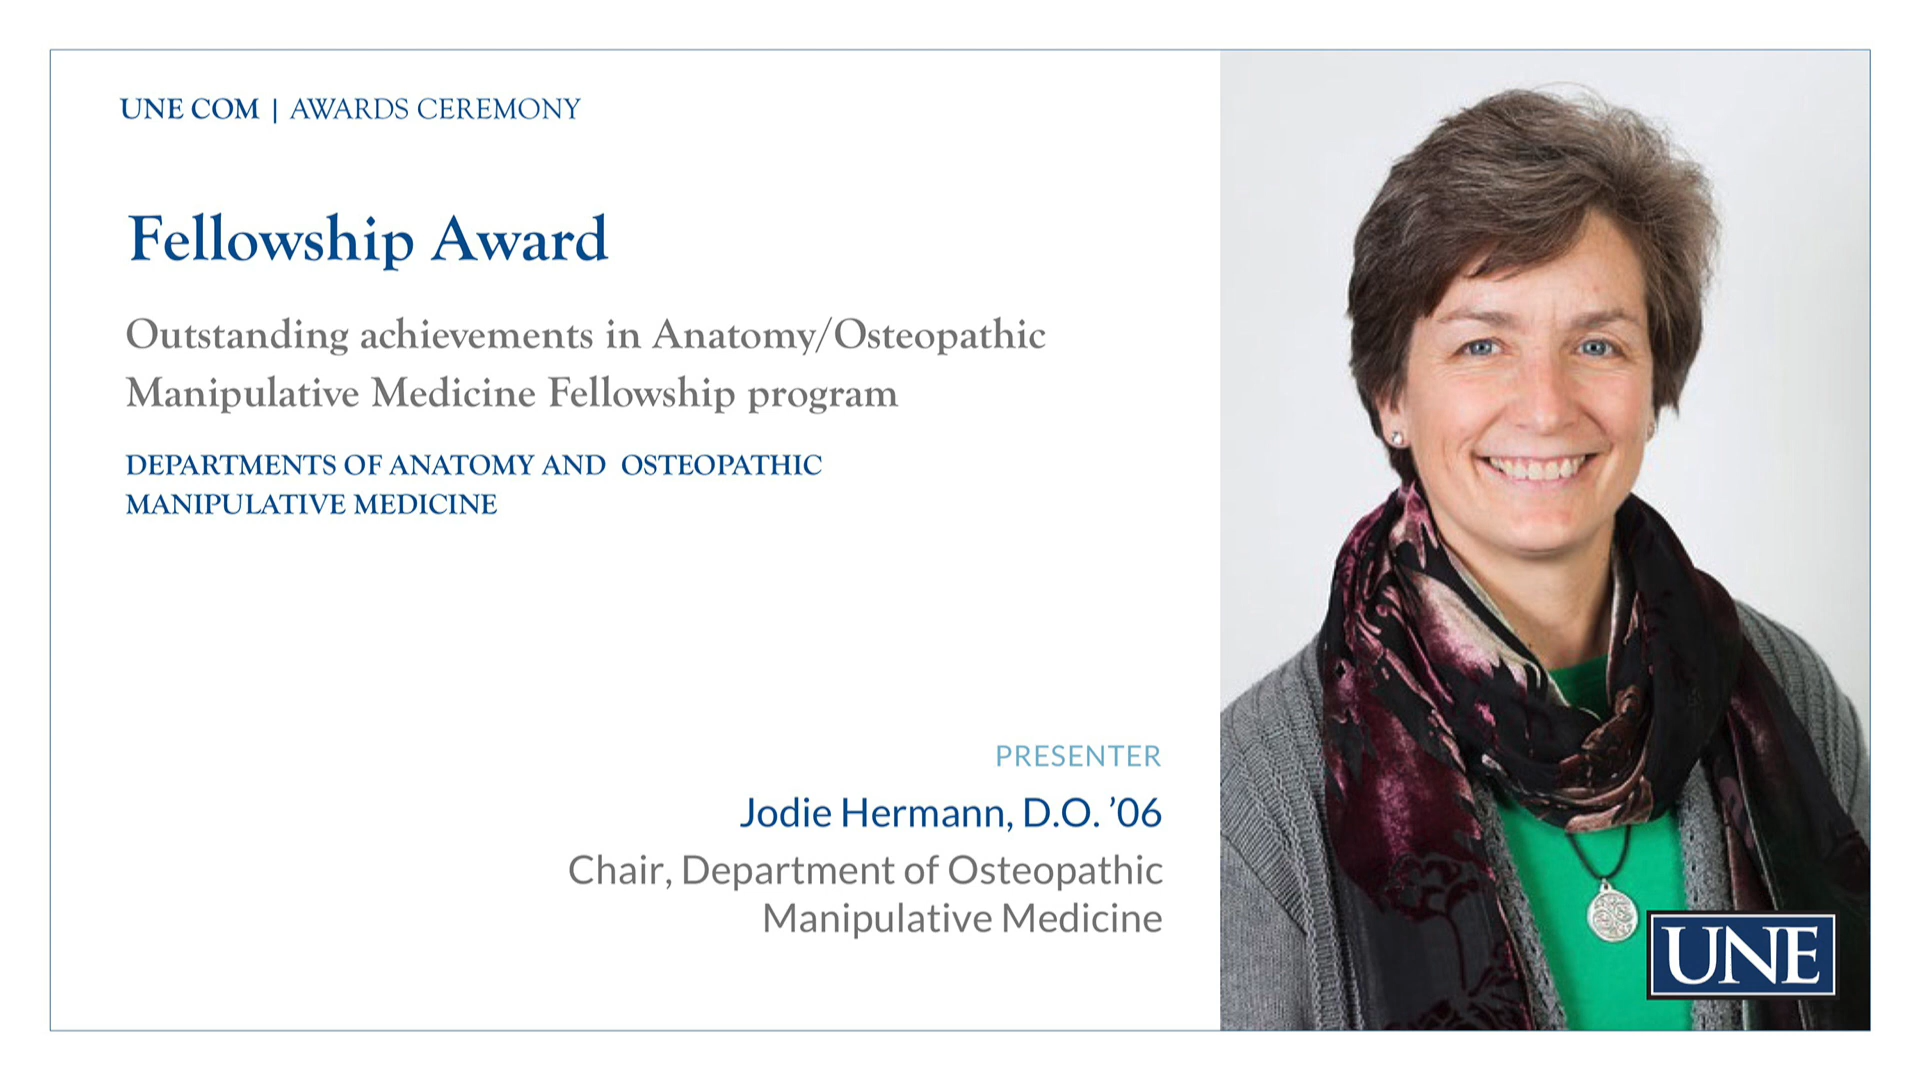 UNE COM | AWARDS CEREMONY
Fellowship Award
Outstanding achievements in Anatomy/Osteopathic
Manipulative Medicine Fellowship program
DEPARTMENTS OF ANATOMY AND OSTEOPATHIC
MANIPULATIVE MEDICINE
PRESENTER
Jodie Hermann, D.O. ’06
Chair, Department of Osteopathic
Manipulative Medicine
UNE